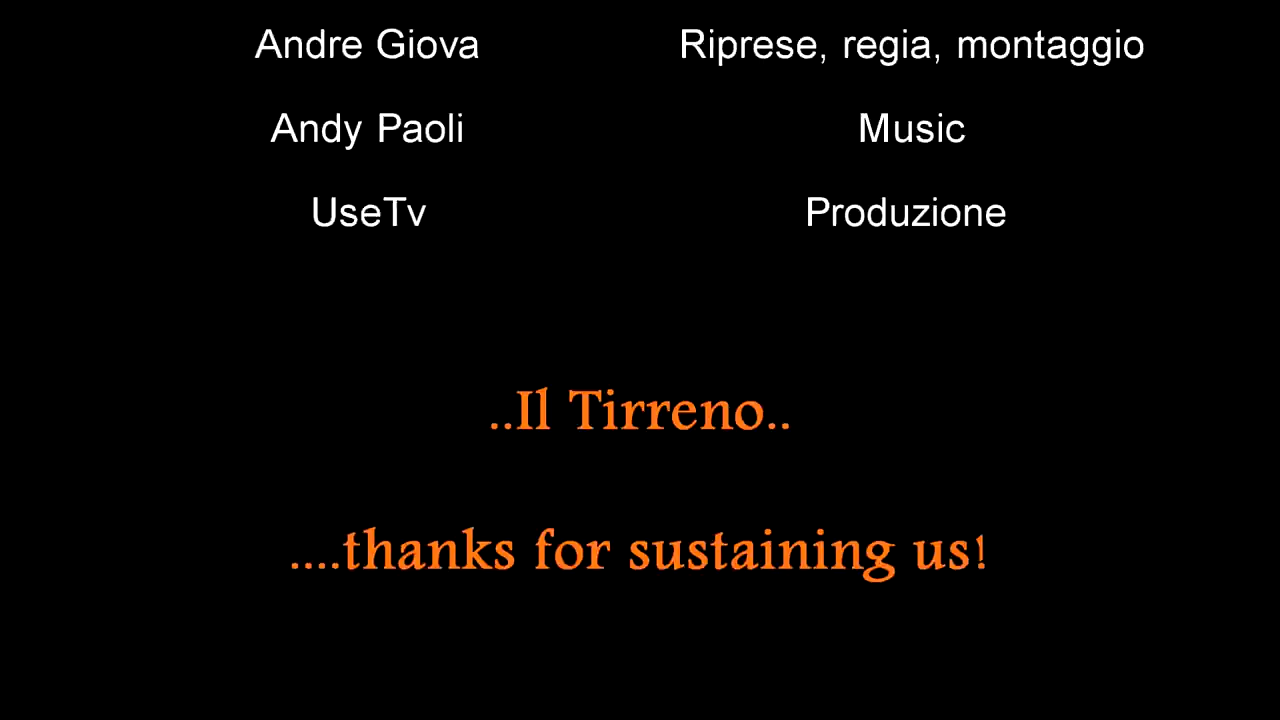 Andre Giova Riprese, regia, montaggio
Andy Paoli Music
UseTv Produzione
..Il Tirreno..
....thanks for sustaining us!